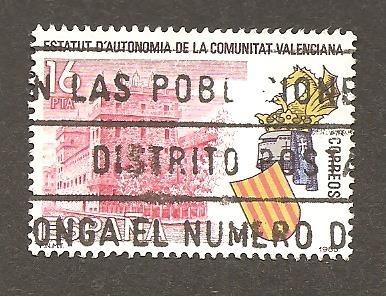 ESTATUT D'AUTONOMIA DE LA COMUNITAT VALENCIANA
16
PTA
N LAS POBL IONE
DISTRITO POS A
CORREOS
ONGA EL NUMERO D